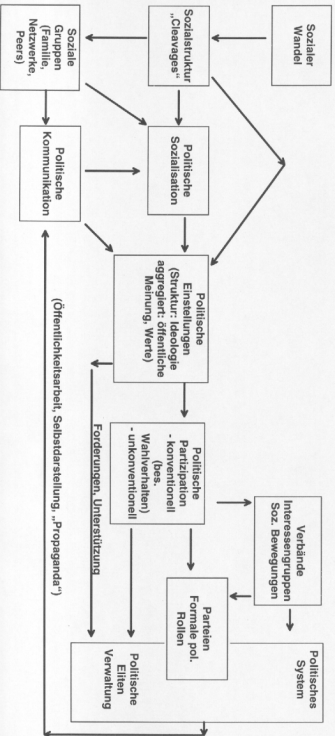 Sozialer
Wandel
Sozialstruktur
„Cleavages“
Soziale
Gruppen
(Familie,
Netzwerke,
Peers)
Politische
Sozialisation
Politische
Kommunikation
Politische
Einstellungen
(Struktur: Ideologie
aggregiert: öffentliche
Meinung, Werte)
Politische
Partizipation
- konventionell
(bes.
Wahlverhalten)
- unkonventionell
Verbände
Interessengruppen
Soz. Bewegungen
Parteien
Formale pol.
Rollen
Politisches
System
Politische
Eliten
Verwaltung
Forderungen, Unterstützung
(Öffentlichkeitsarbeit, Selbstdarstellung, „Propaganda“)